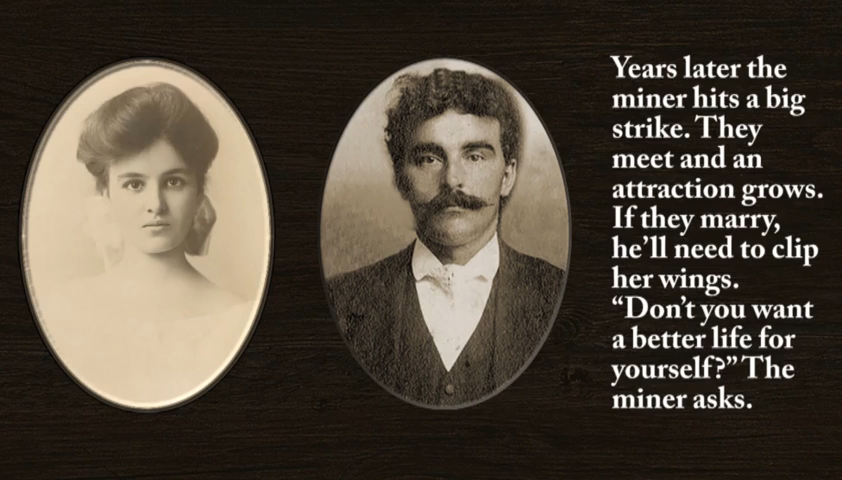 Years later the
miner hits a big
strike. They
meet and an
attraction grows.
If they marry,
he’ll need to clip
her wings.
“Don’t you want
a better life for
yourself?” The
miner asks.